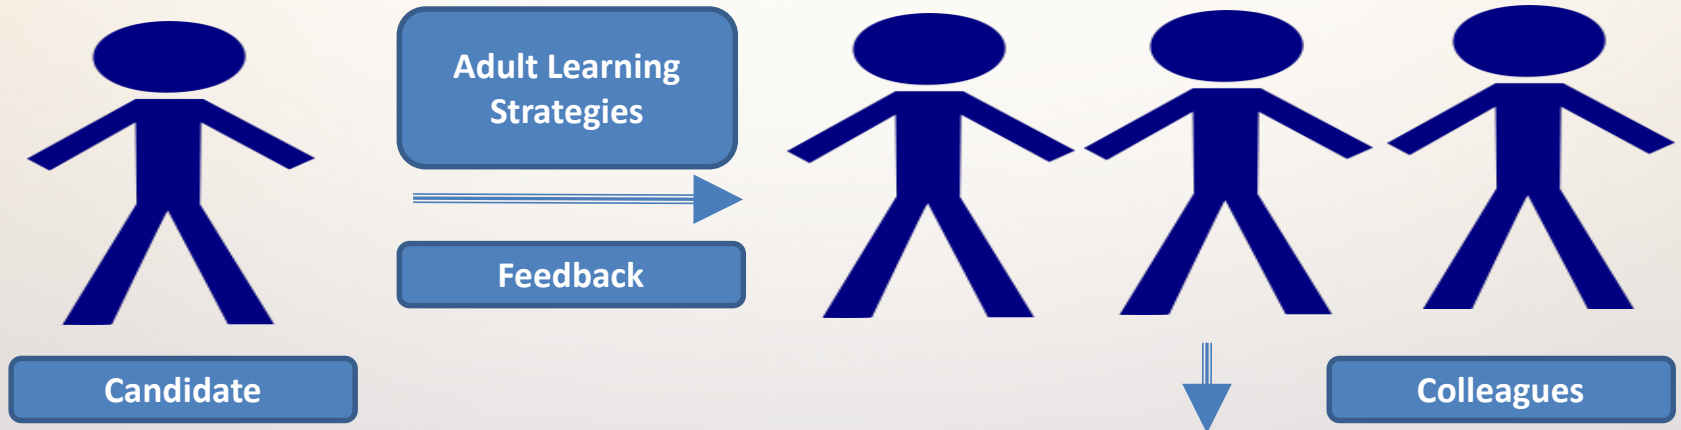 Adult Learning
Strategies
Feedback
Candidate
Colleagues